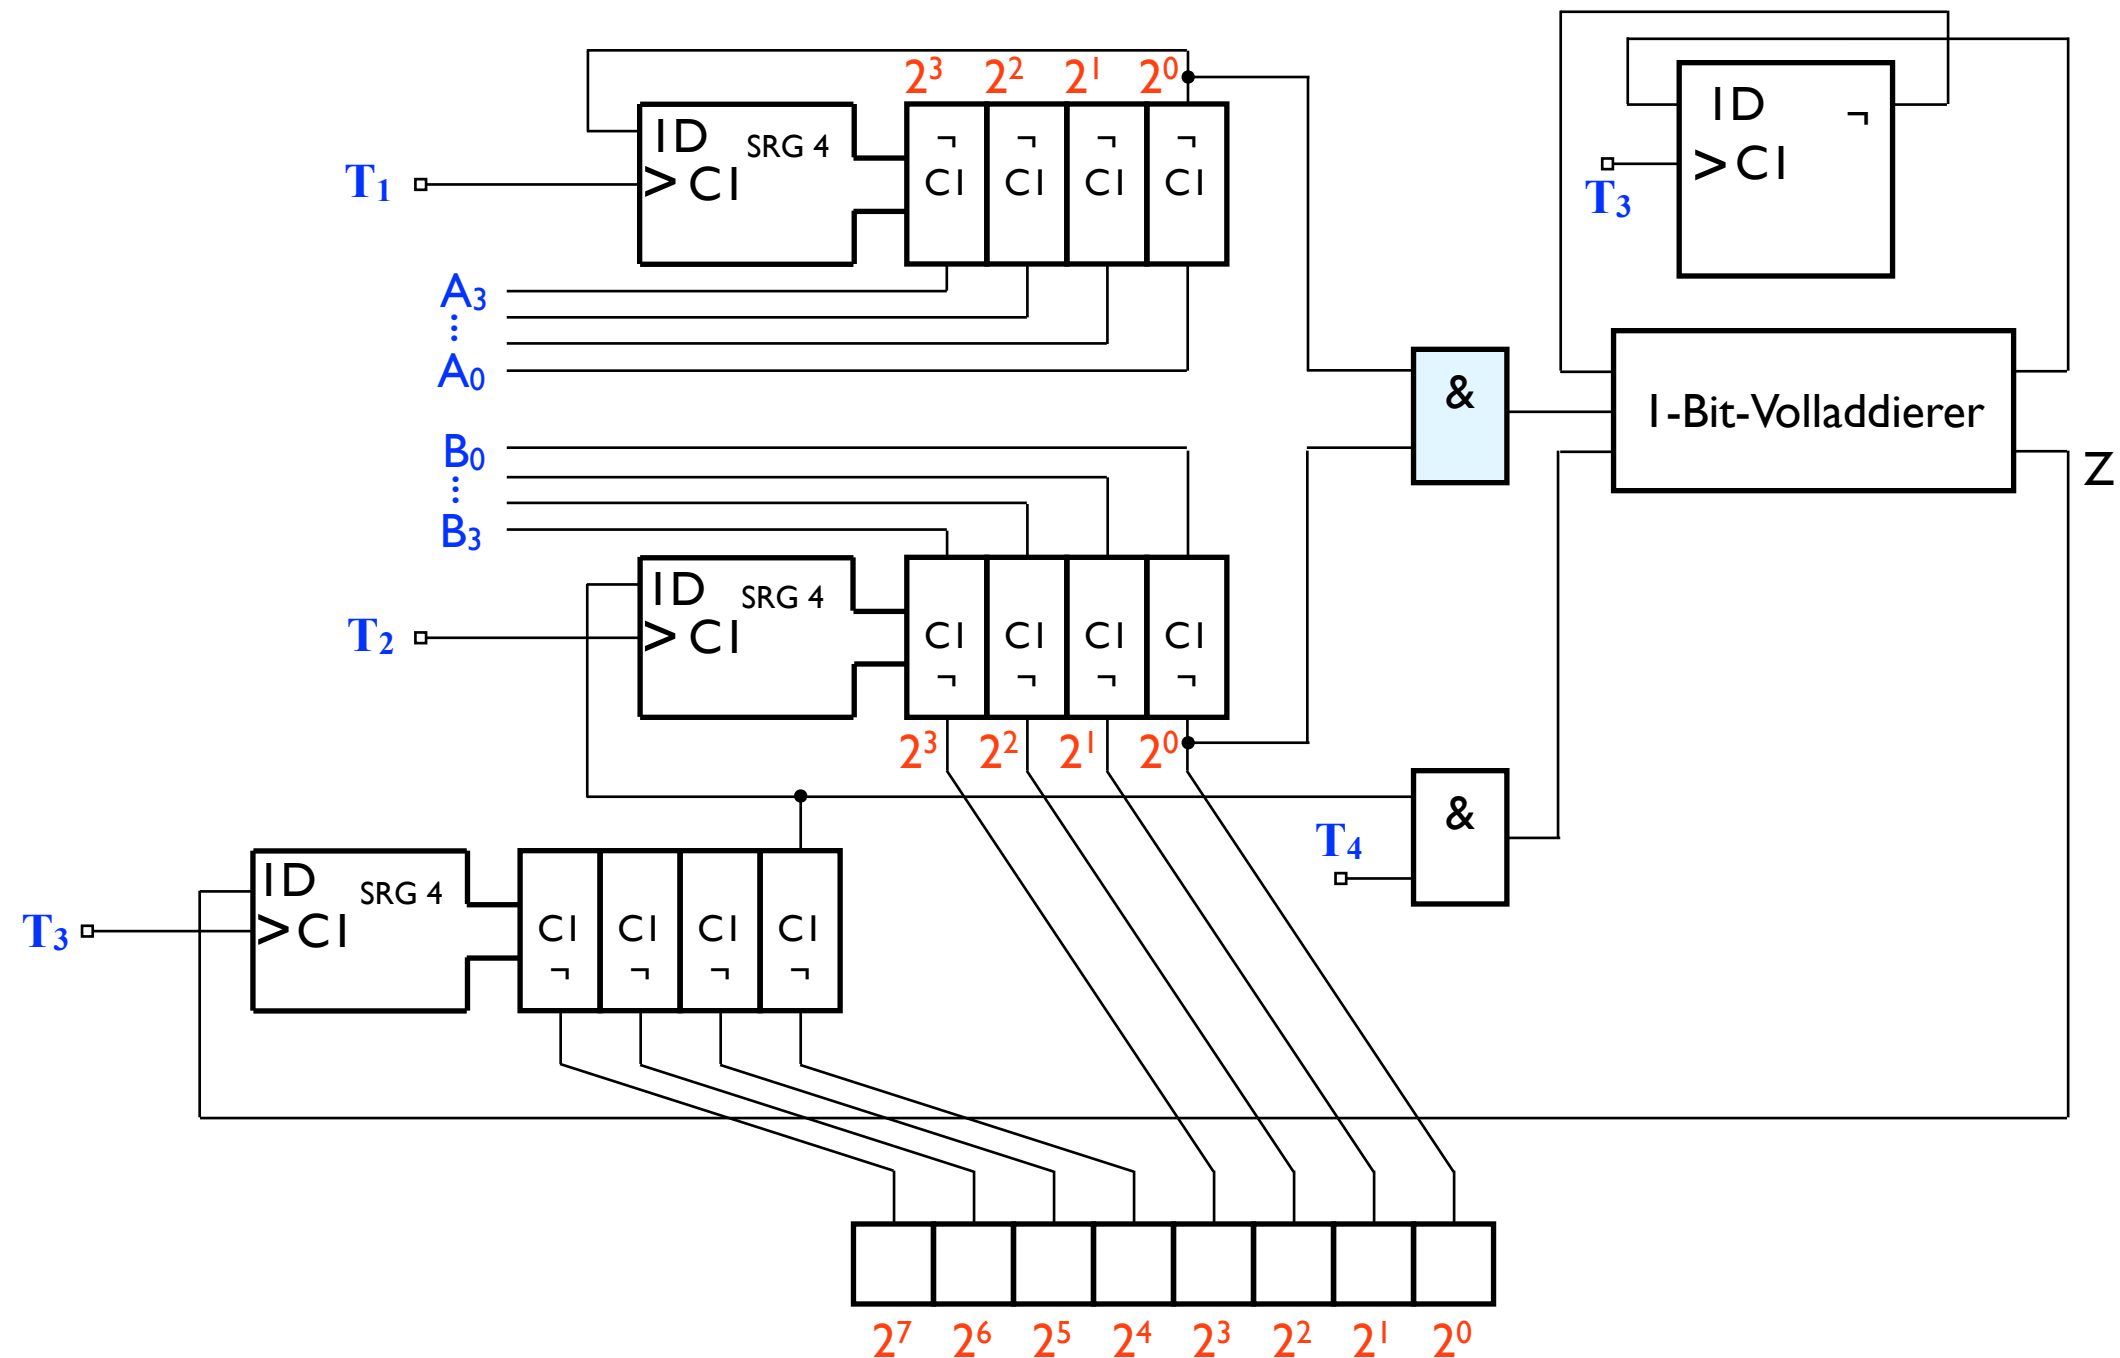 2³ 2² 2¹ 2⁰
1D SRG 4 ¬ ¬ ¬ ¬
T₁ >C1 C1 C1 C1 C1
1D ¬
>C1
T₃
A₃
⋮
A₀
&
1-Bit-Volladdierer
Z
B₀
⋮
B₃
1D SRG 4
T₂ >C1 C1 C1 C1 C1
¬ ¬ ¬ ¬
2³ 2² 2¹ 2⁰
&
T₄
1D SRG 4
T₃ >C1 C1 C1 C1 C1
¬ ¬ ¬ ¬
2⁷ 2⁶ 2⁵ 2⁴ 2³ 2² 2¹ 2⁰